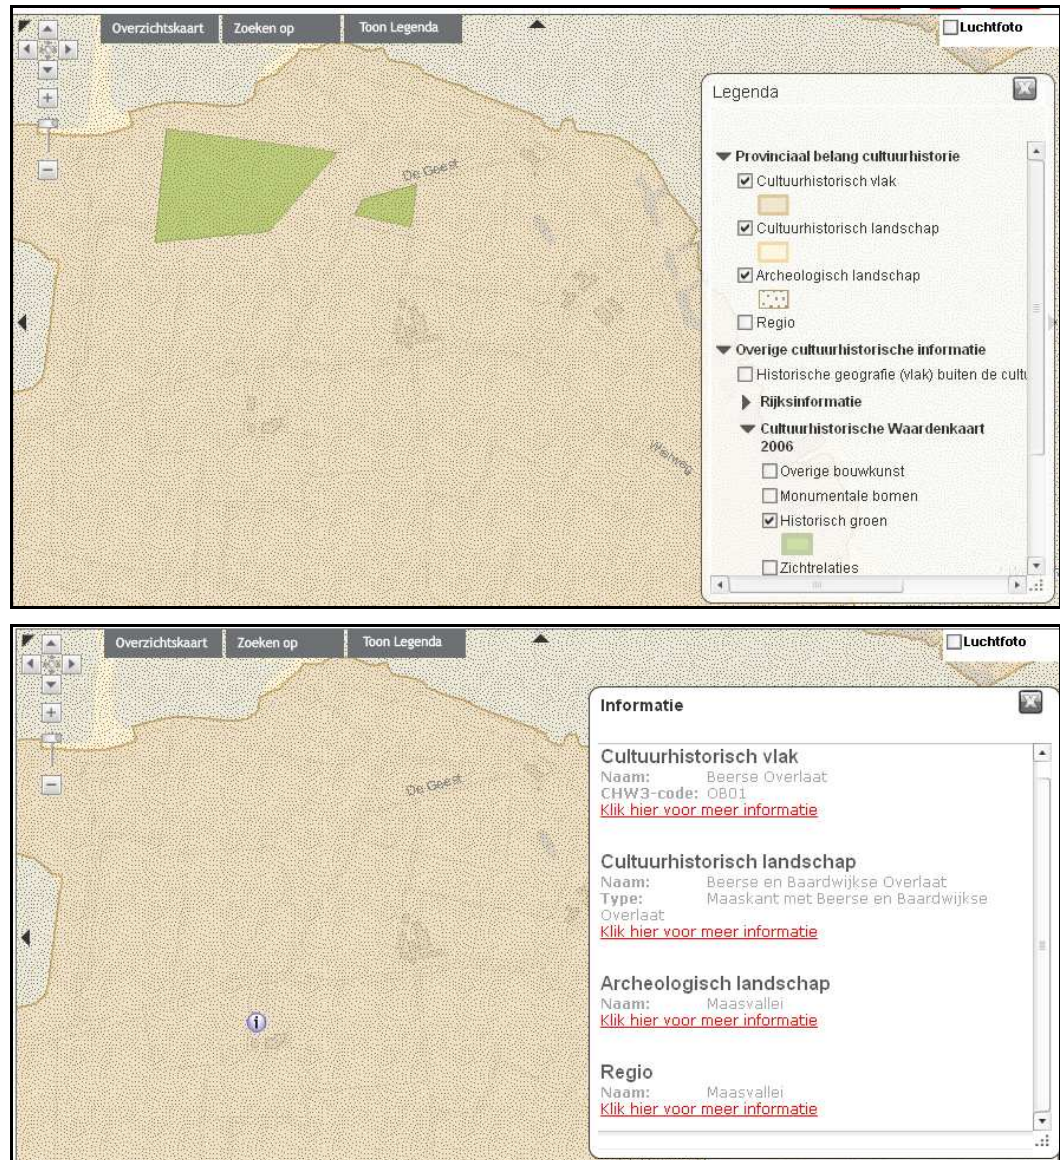 Overzichtskaart Zoeken op Toon Legenda
Luchtfoto
De Geest
Legenda
Provinciaal belang cultuurhistorie
Cultuurhistorisch vlak
Cultuurhistorisch landschap
Archeologisch landschap
Regio
Overige cultuurhistorische informatie
Historische geografie (vlak) buiten de cultu
Rijksinformatie
Cultuurhistorische Waardenkaart
2006
Overige bouwkunst
Monumentale bomen
Historisch groen
Zichtrelaties
Overzichtskaart Zoeken op Toon Legenda
Luchtfoto
De Geest
Informatie
Cultuurhistorisch vlak
Naam: Beerse Overlaat
CHW3-code: OB01
Klik hier voor meer informatie
Cultuurhistorisch landschap
Naam: Beerse en Baardwijkse Overlaat
Type: Maaskant met Beerse en Baardwijkse
Overlaat
Klik hier voor meer informatie
Archeologisch landschap
Naam: Maasvallei
Klik hier voor meer informatie
Regio
Naam: Maasvallei
Klik hier voor meer informatie